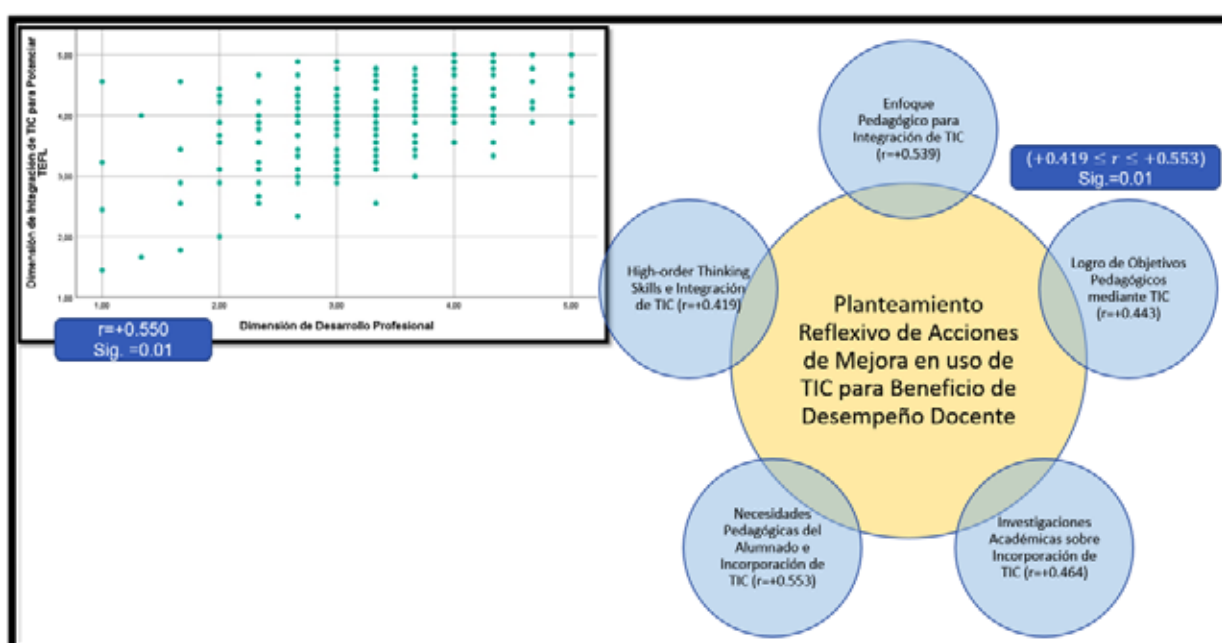 Dimensión de Integración de TIC para Potenciar
TEFL
5,00
4,00
3,00
2,00
1,00
1,00 2,00 3,00 4,00 5,00
Dimensión de Desarrollo Profesional
r=+0.550
Sig. =0.01
Enfoque
Pedagógico para
Integración de TIC
(r=+0.539)
(+0.419 ≤ r ≤ +0.553)
Sig.=0.01
High-order Thinking
Skills e Integración
de TIC (r=+0.419)
Logro de Objetivos
Pedagógicos
mediante TIC
(r=+0.443)
Planteamiento
Reflexivo de Acciones
de Mejora en uso de
TIC para Beneficio de
Desempeño Docente
Necesidades
Pedagógicas del
Alumnado e
Incorporación de
TIC (r=+0.553)
Investigaciones
Académicas sobre
Incorporación de
TIC (r=+0.464)